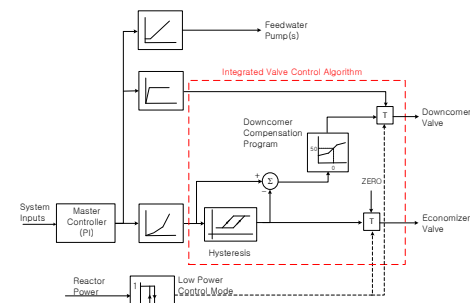 Feedwater
Pump(s)
Integrated Valve Control Algorithm
T
Downcomer
Valve
Downcomer
Compensation
Program
50
0
+
Σ
−
ZERO
System
Inputs
Master
Controller
(PI)
T
Economizer
Valve
Hysteresis
Reactor
Power
1
Low Power
Control Mode